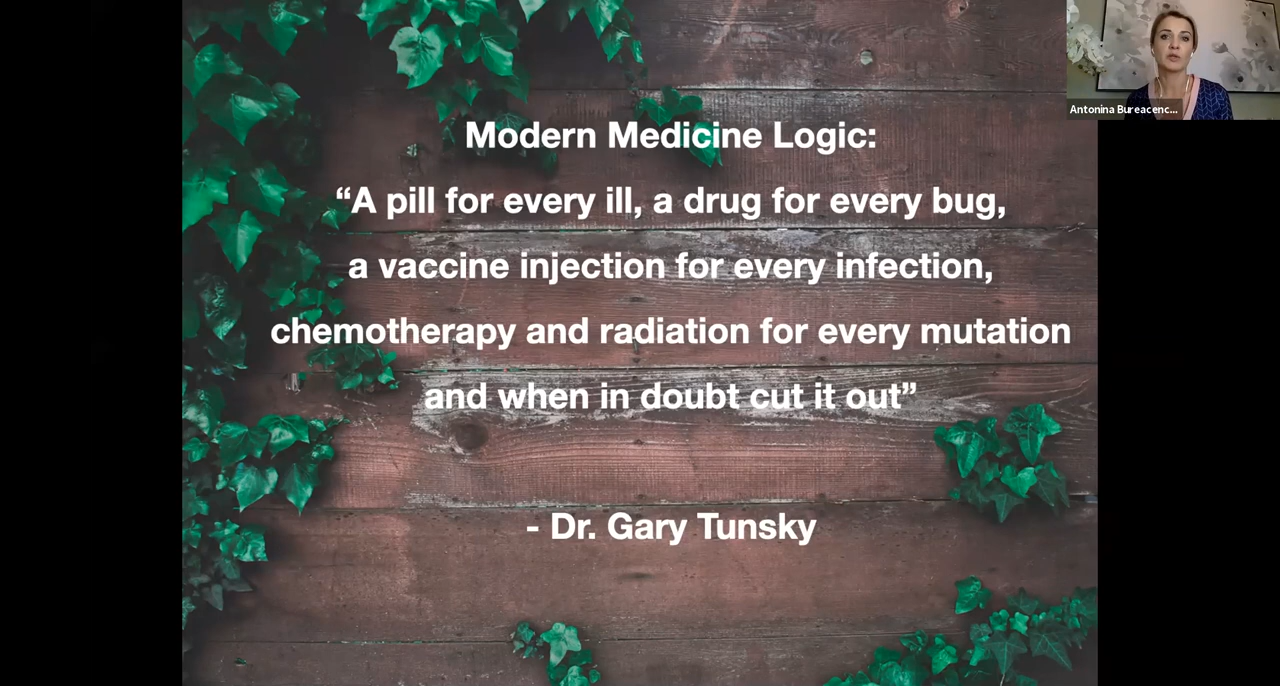 Modern Medicine Logic:
“A pill for every ill, a drug for every bug,
a vaccine injection for every infection,
chemotherapy and radiation for every mutation
and when in doubt cut it out”
- Dr. Gary Tunsky
Antonina Bureacenc...